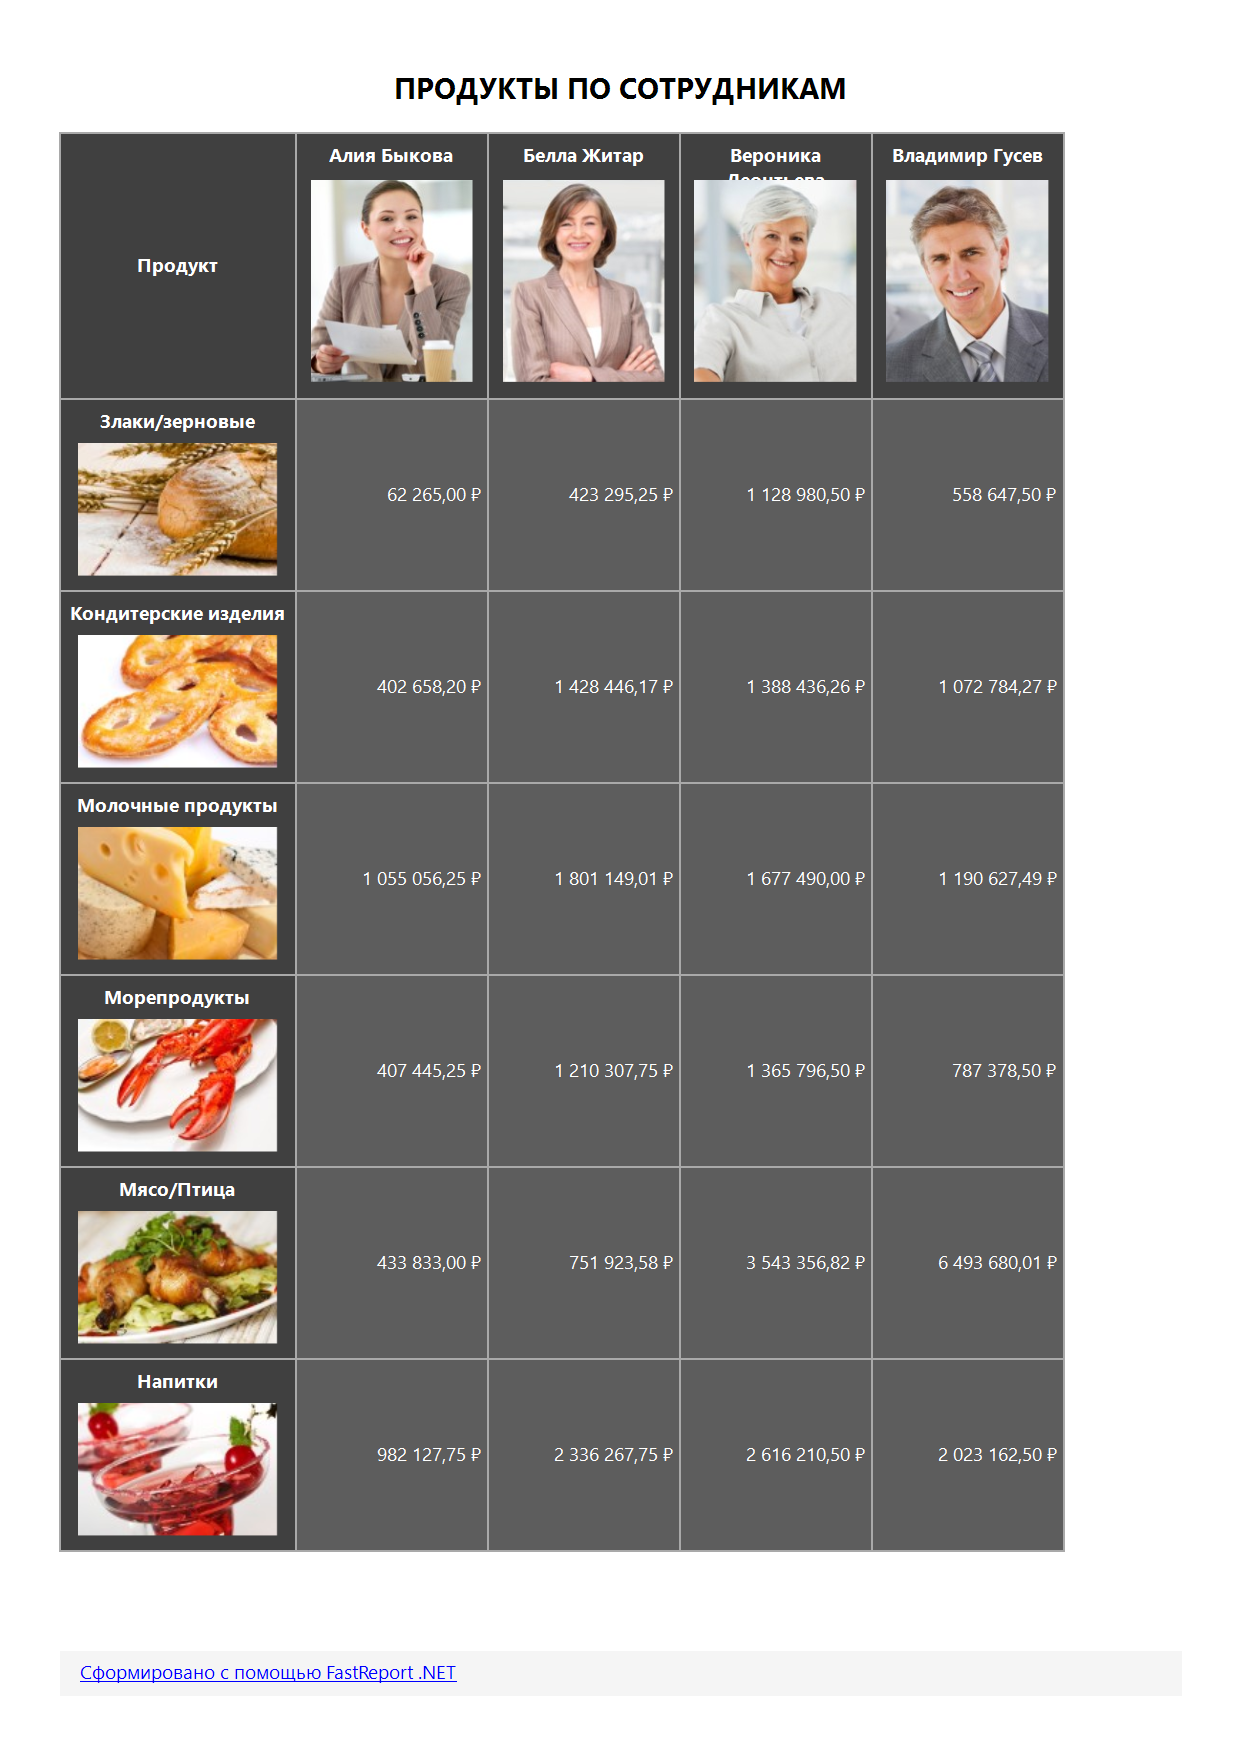 ПРОДУКТЫ ПО СОТРУДНИКАМ
Продукт
Алия Быкова
Белла Житар
Вероника
Владимир Гусев
Злаки/зерновые
62 265,00 ₽
423 295,25 ₽
1 128 980,50 ₽
558 647,50 ₽
Кондитерские изделия
402 658,20 ₽
1 428 446,17 ₽
1 388 436,26 ₽
1 072 784,27 ₽
Молочные продукты
1 055 056,25 ₽
1 801 149,01 ₽
1 677 490,00 ₽
1 190 627,49 ₽
Морепродукты
407 445,25 ₽
1 210 307,75 ₽
1 365 796,50 ₽
787 378,50 ₽
Мясо/Птица
433 833,00 ₽
751 923,58 ₽
3 543 356,82 ₽
6 493 680,01 ₽
Напитки
982 127,75 ₽
2 336 267,75 ₽
2 616 210,50 ₽
2 023 162,50 ₽
Сформировано с помощью FastReport .NET